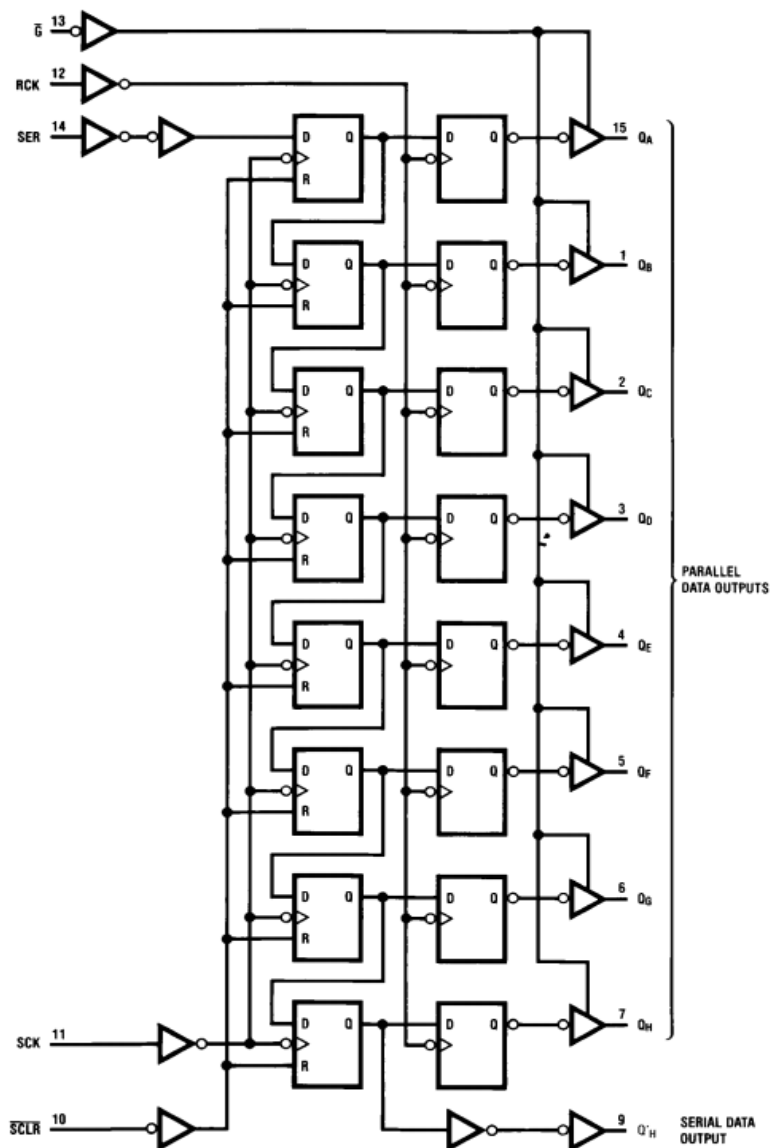 G 13
RCK 12
SER 14
D Q D Q 15 QA
R
D Q D Q 1 QB
R
D Q D Q 2 QC
R
D Q D Q 3 QD
R
PARALLEL
DATA OUTPUTS
D Q D Q 4 QE
R
D Q D Q 5 QF
R
D Q D Q 6 QG
R
D Q D Q 7 QH
SCK 11
R
SCLR 10
9 Q'H SERIAL DATA
OUTPUT